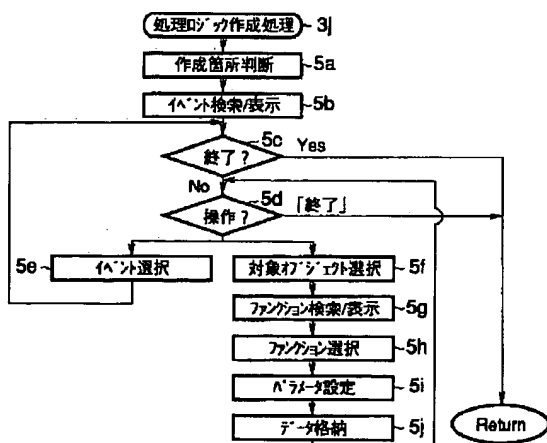 処理ロジック作成処理 3j
作成箇所判断 5a
イベント検索/表示 5b
終了? 5c
Yes
No
操作? 5d
「終了」
5e イベント選択
対象オブジェクト選択 5f
ファンクション検索/表示 5g
ファンクション選択 5h
パラメータ設定 5i
データ格納 5j
Return